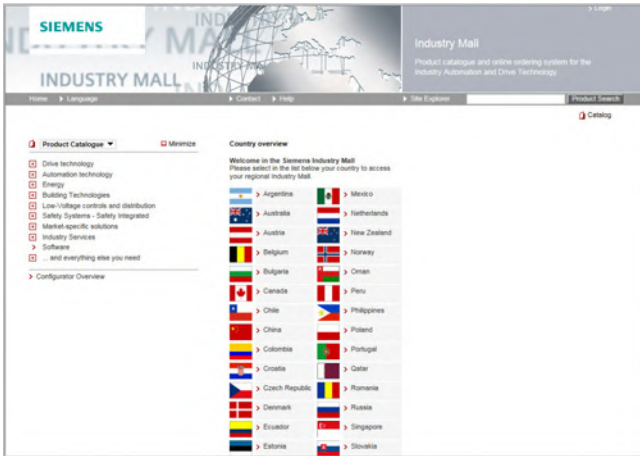 > Login
SIEMENS
INDUSTRY MALL
Industry Mall
Product catalogue and online ordering system for the
Industry Automation and Drive Technology
Home > Language > Contact > Help > Site Explorer Product Search
Catalog
Product Catalogue ▼ Minimize
Drive technology
Automation technology
Energy
Building Technologies
Low-Voltage controls and distribution
Safety Systems - Safety Integrated
Market-specific solutions
Industry Services
> Software
... and everything else you need
> Configurator Overview
Country overview
Welcome in the Siemens Industry Mall
Please select in the list below your country to access
your regional Industry Mall.
> Argentina > Mexico
> Australia > Netherlands
> Austria > New Zealand
> Belgium > Norway
> Bulgaria > Oman
> Canada > Peru
> Chile > Philippines
> China > Poland
> Colombia > Portugal
> Croatia > Qatar
> Czech Republic > Romania
> Denmark > Russia
> Ecuador > Singapore
> Estonia > Slovakia